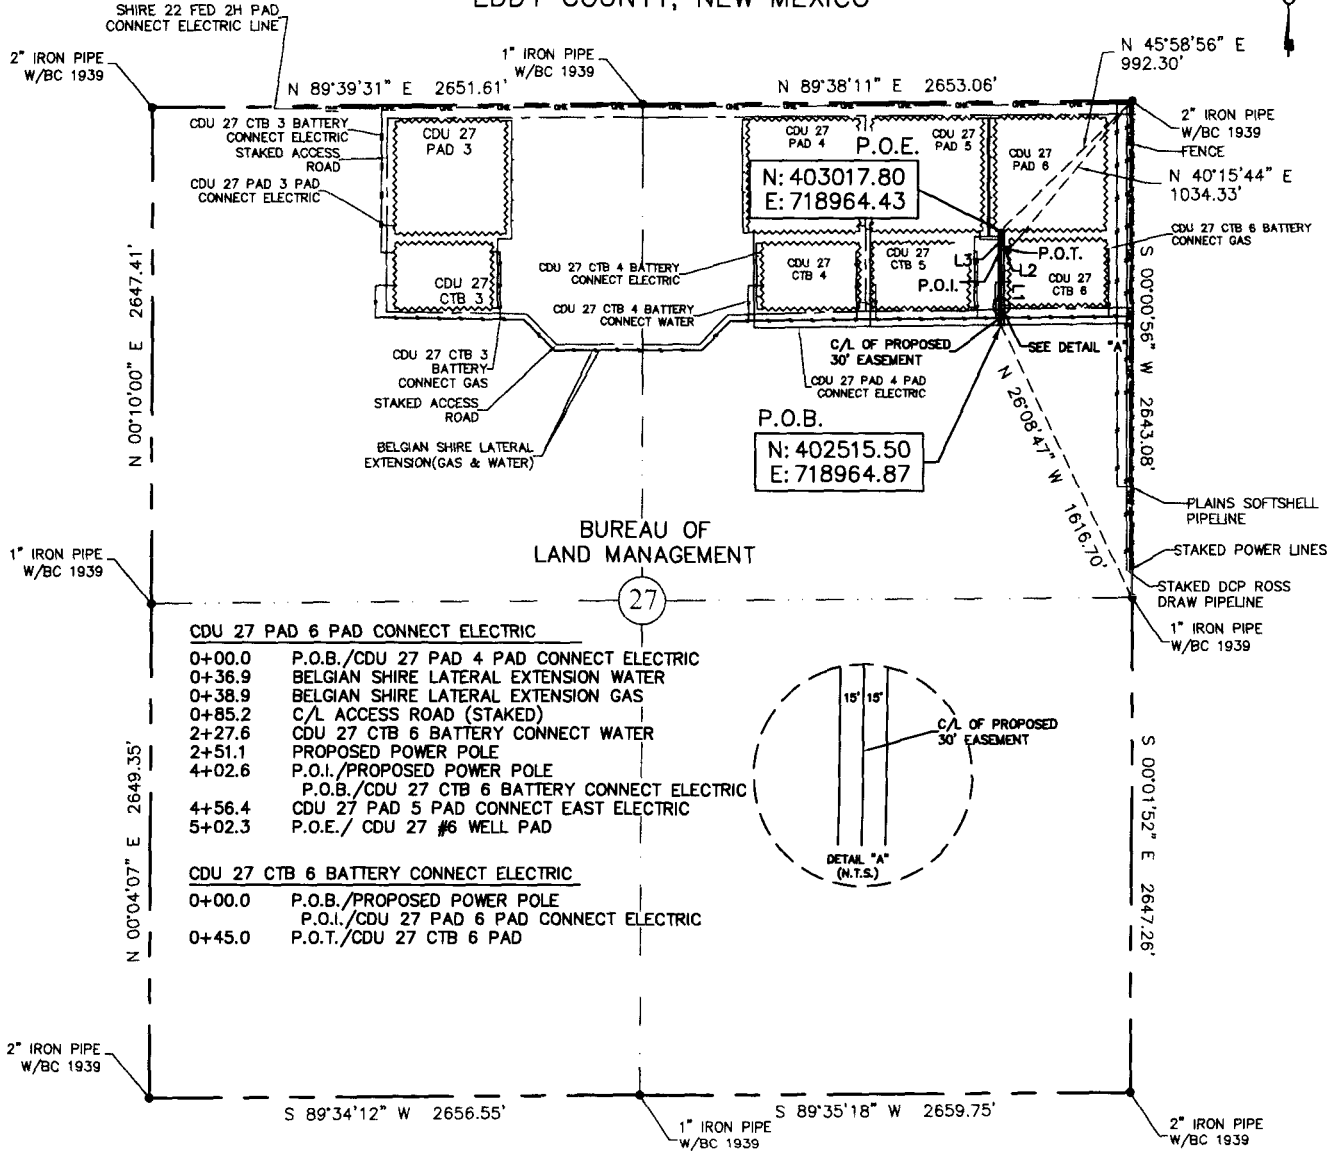 EDDY COUNTY, NEW MEXICO
SHIRE 22 FED 2H PAD
CONNECT ELECTRIC LINE
2" IRON PIPE
W/BC 1939
N 89°39'31" E 2651.61'
1" IRON PIPE
W/BC 1939
N 89°38'11" E 2653.06'
N 45°58'56" E
992.30'
2" IRON PIPE
W/BC 1939
FENCE
N 40°15'44" E
1034.33'
CDU 27 CTB 6 BATTERY
CONNECT GAS
CDU 27 CTB 3 BATTERY
CONNECT ELECTRIC
STAKED ACCESS
ROAD
CDU 27 PAD 3 PAD
CONNECT ELECTRIC
CDU 27
PAD 3
CDU 27
PAD 4
P.O.E.
CDU 27
PAD 5
CDU 27
PAD 6
N: 403017.80
E: 718964.43
CDU 27
CTB 3
CDU 27 CTB 4 BATTERY
CONNECT ELECTRIC
CDU 27 CTB 4 BATTERY
CONNECT WATER
CDU 27
CTB 4
CDU 27
CTB 5
L3
P.O.T.
P.O.I.
L2
CDU 27
CTB 6
L1
N 00°10'00" E 2647.41'
S 00°00'56" W 2643.08'
C/L OF PROPOSED
30' EASEMENT
SEE DETAIL "A"
CDU 27 CTB 3
BATTERY
CONNECT GAS
STAKED ACCESS
ROAD
CDU 27 PAD 4 PAD
CONNECT ELECTRIC
BELGIAN SHIRE LATERAL
EXTENSION(GAS & WATER)
P.O.B.
N: 402515.50
E: 718964.87
N 26°08'47" W 1616.70'
PLAINS SOFTSHELL
PIPELINE
STAKED POWER LINES
STAKED DCP ROSS
DRAW PIPELINE
1" IRON PIPE
W/BC 1939
BUREAU OF
LAND MANAGEMENT
1" IRON PIPE
W/BC 1939
27
CDU 27 PAD 6 PAD CONNECT ELECTRIC
0+00.0 P.O.B./CDU 27 PAD 4 PAD CONNECT ELECTRIC
0+36.9 BELGIAN SHIRE LATERAL EXTENSION WATER
0+38.9 BELGIAN SHIRE LATERAL EXTENSION GAS
0+85.2 C/L ACCESS ROAD (STAKED)
2+27.6 CDU 27 CTB 6 BATTERY CONNECT WATER
2+51.1 PROPOSED POWER POLE
4+02.6 P.O.I./PROPOSED POWER POLE
P.O.B./CDU 27 CTB 6 BATTERY CONNECT ELECTRIC
4+56.4 CDU 27 PAD 5 PAD CONNECT EAST ELECTRIC
5+02.3 P.O.E./ CDU 27 #6 WELL PAD
CDU 27 CTB 6 BATTERY CONNECT ELECTRIC
0+00.0 P.O.B./PROPOSED POWER POLE
P.O.I./CDU 27 PAD 6 PAD CONNECT ELECTRIC
0+45.0 P.O.T./CDU 27 CTB 6 PAD
15' 15'
C/L OF PROPOSED
30' EASEMENT
DETAIL "A"
(N.T.S.)
N 00°04'07" E 2649.35'
S 00°01'52" E 2647.26'
2" IRON PIPE
W/BC 1939
S 89°34'12" W 2656.55'
1" IRON PIPE
W/BC 1939
S 89°35'18" W 2659.75'
2" IRON PIPE
W/BC 1939